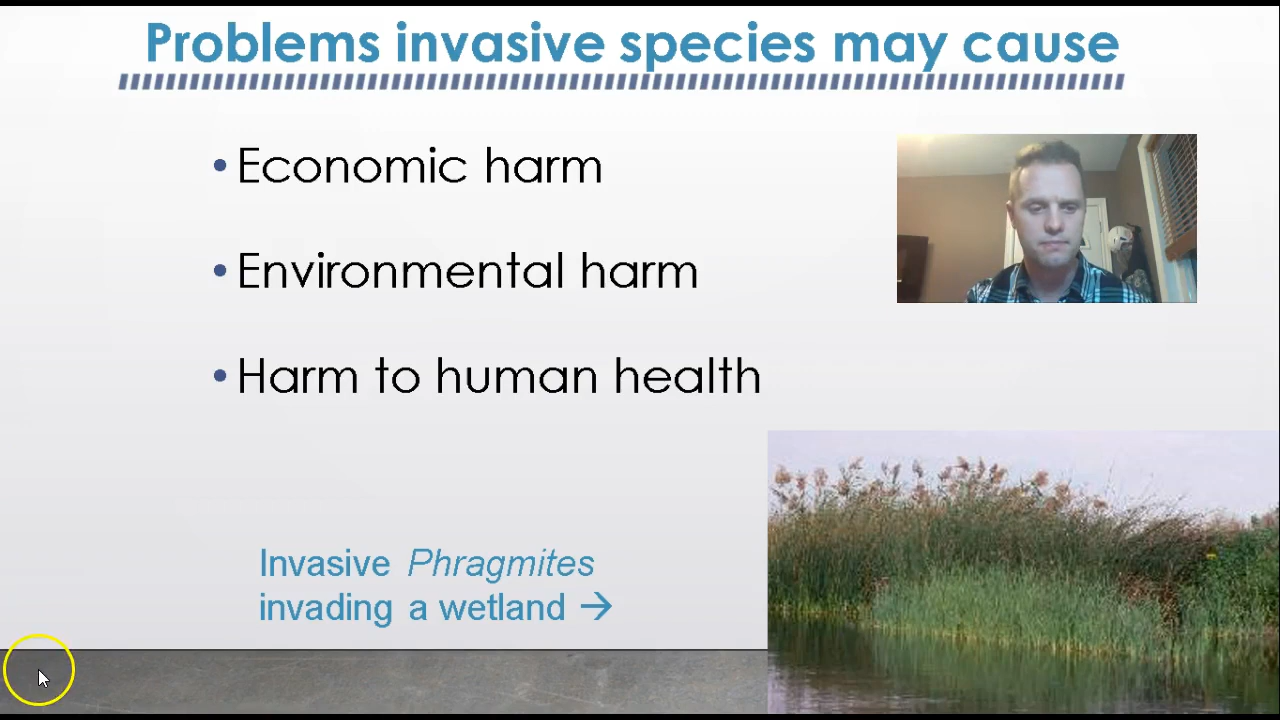 Problems invasive species may cause
• Economic harm
• Environmental harm
• Harm to human health
Invasive Phragmites
invading a wetland →